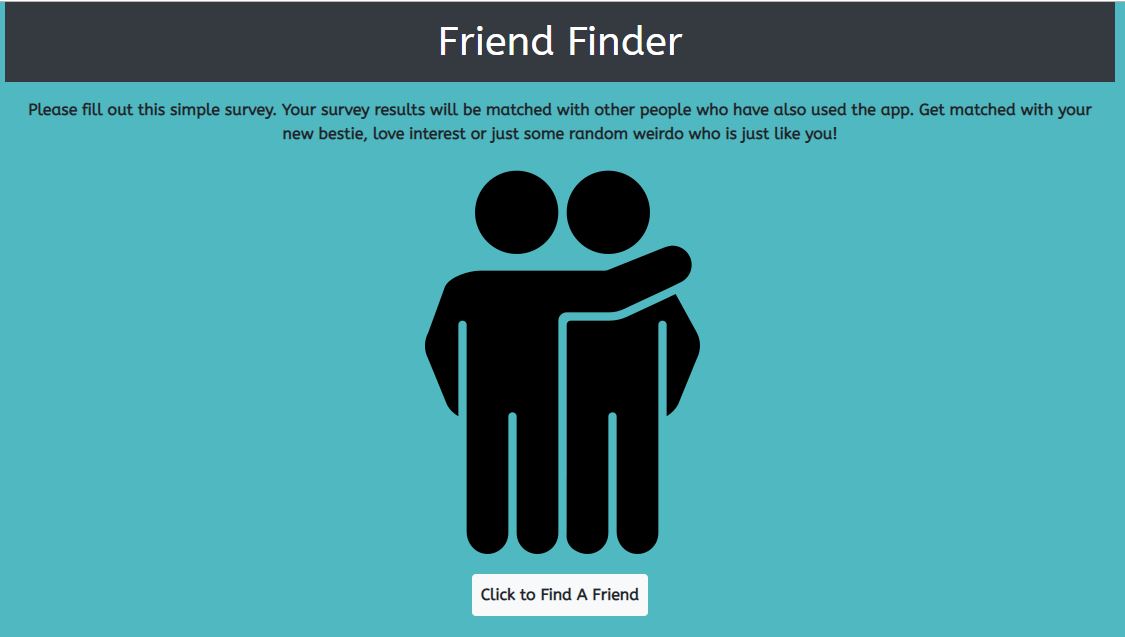 Friend Finder
Please fill out this simple survey. Your survey results will be matched with other people who have also used the app. Get matched with your
new bestie, love interest or just some random weirdo who is just like you!
Click to Find A Friend